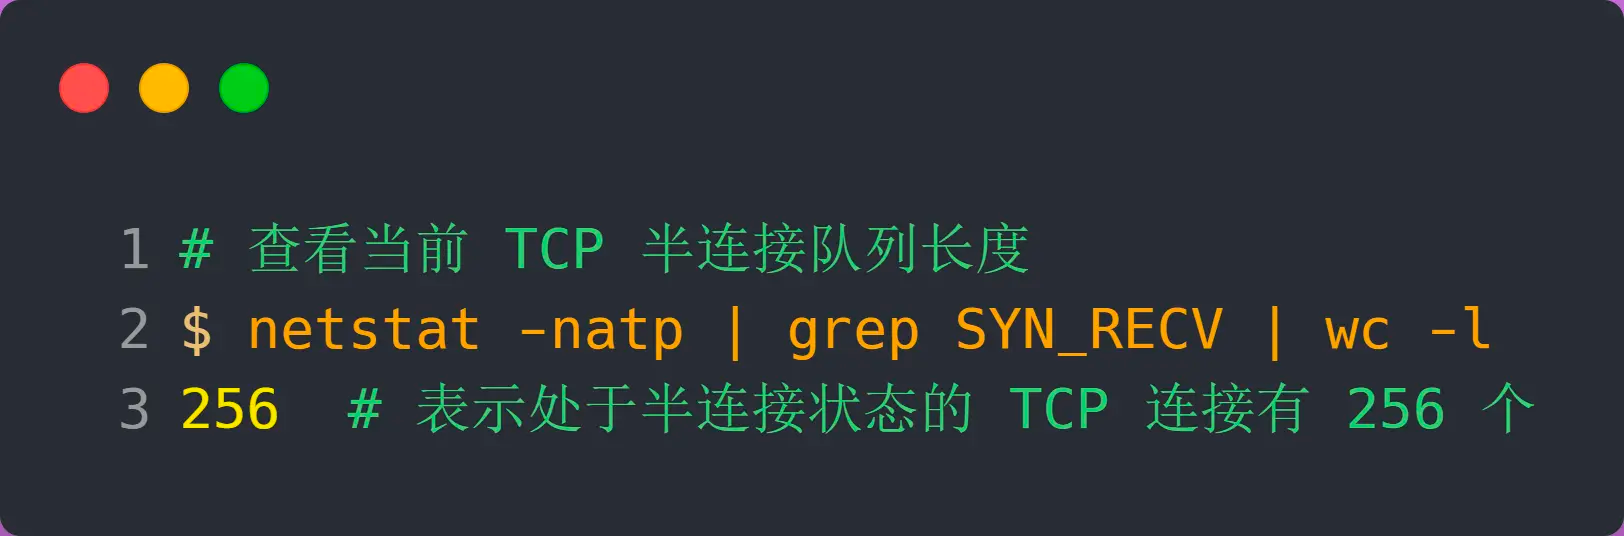 1 # 查看当前 TCP 半连接队列长度
2 $ netstat -natp | grep SYN_RECV | wc -l
3 256  # 表示处于半连接状态的 TCP 连接有 256 个